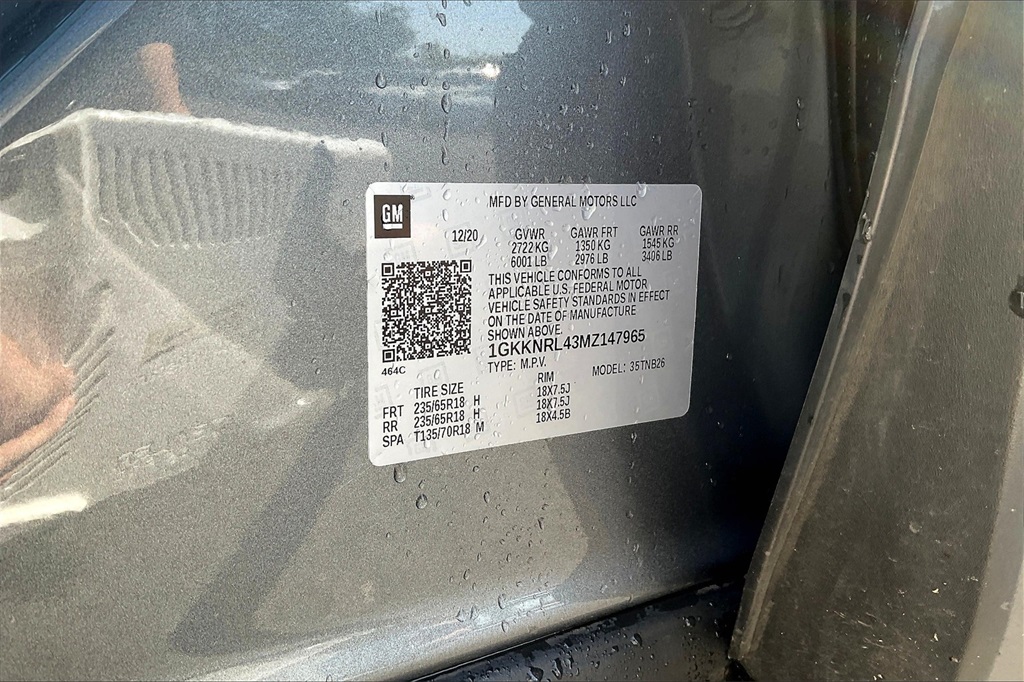 GM
MFD BY GENERAL MOTORS LLC
12/20 GVWR GAWR FRT GAWR RR
2722 KG 1350 KG 1545 KG
6001 LB 2976 LB 3406 LB
THIS VEHICLE CONFORMS TO ALL
APPLICABLE U.S. FEDERAL MOTOR
VEHICLE SAFETY STANDARDS IN EFFECT
ON THE DATE OF MANUFACTURE
SHOWN ABOVE.
1GKKNRL43MZ147965
464C
TYPE: M.P.V. MODEL: 35TNB26
TIRE SIZE RIM
FRT 235/65R18 H 18X7.5J
RR 235/65R18 H 18X7.5J
SPA T135/70R18 M 18X4.5B